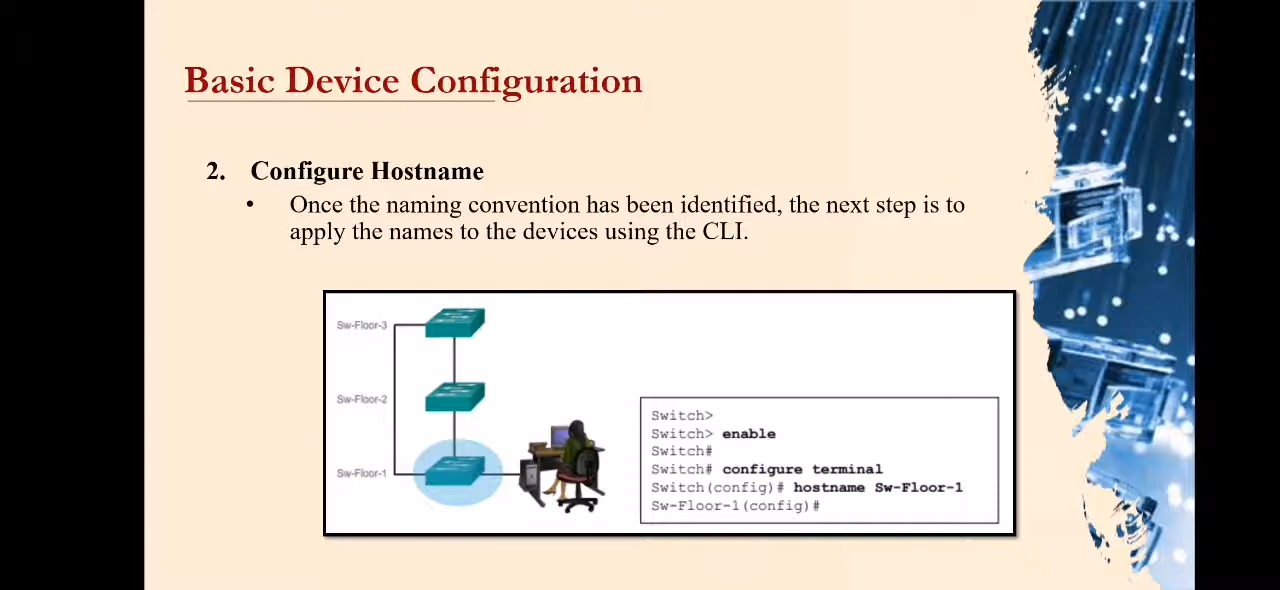 Basic Device Configuration
2. Configure Hostname
• Once the naming convention has been identified, the next step is to
apply the names to the devices using the CLI.
Sw-Floor-3
Sw-Floor-2
Sw-Floor-1
Switch>
Switch> enable
Switch#
Switch# configure terminal
Switch(config)# hostname Sw-Floor-1
Sw-Floor-1(config)#